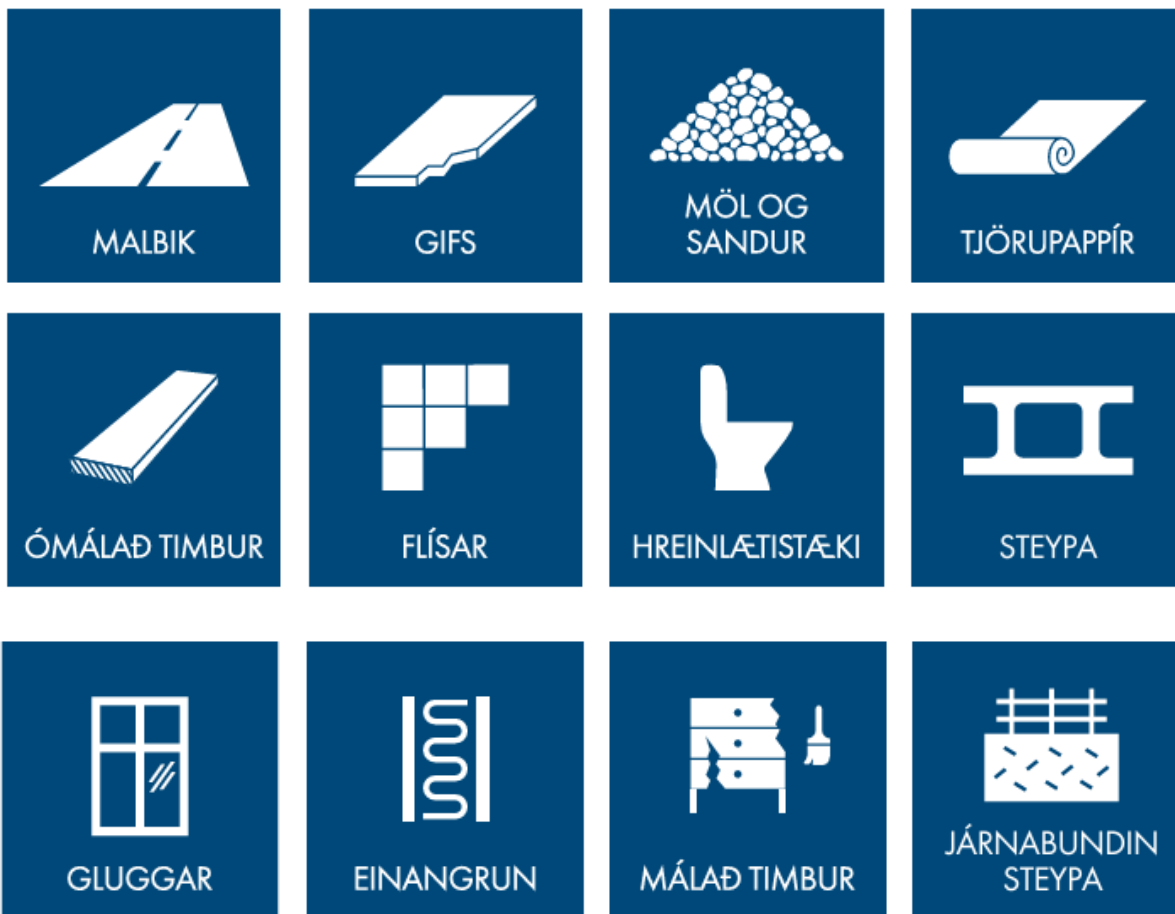 MALBIK
GIFS
MÖL OG
SANDUR
TJÖRUPAPPÍR
ÓMÁLAÐ TIMBUR
FLÍSAR
HREINLÆTISTÆKI
STEYPA
GLUGGAR
EINANGRUN
MÁLAÐ TIMBUR
JÁRNABUNDIN
STEYPA